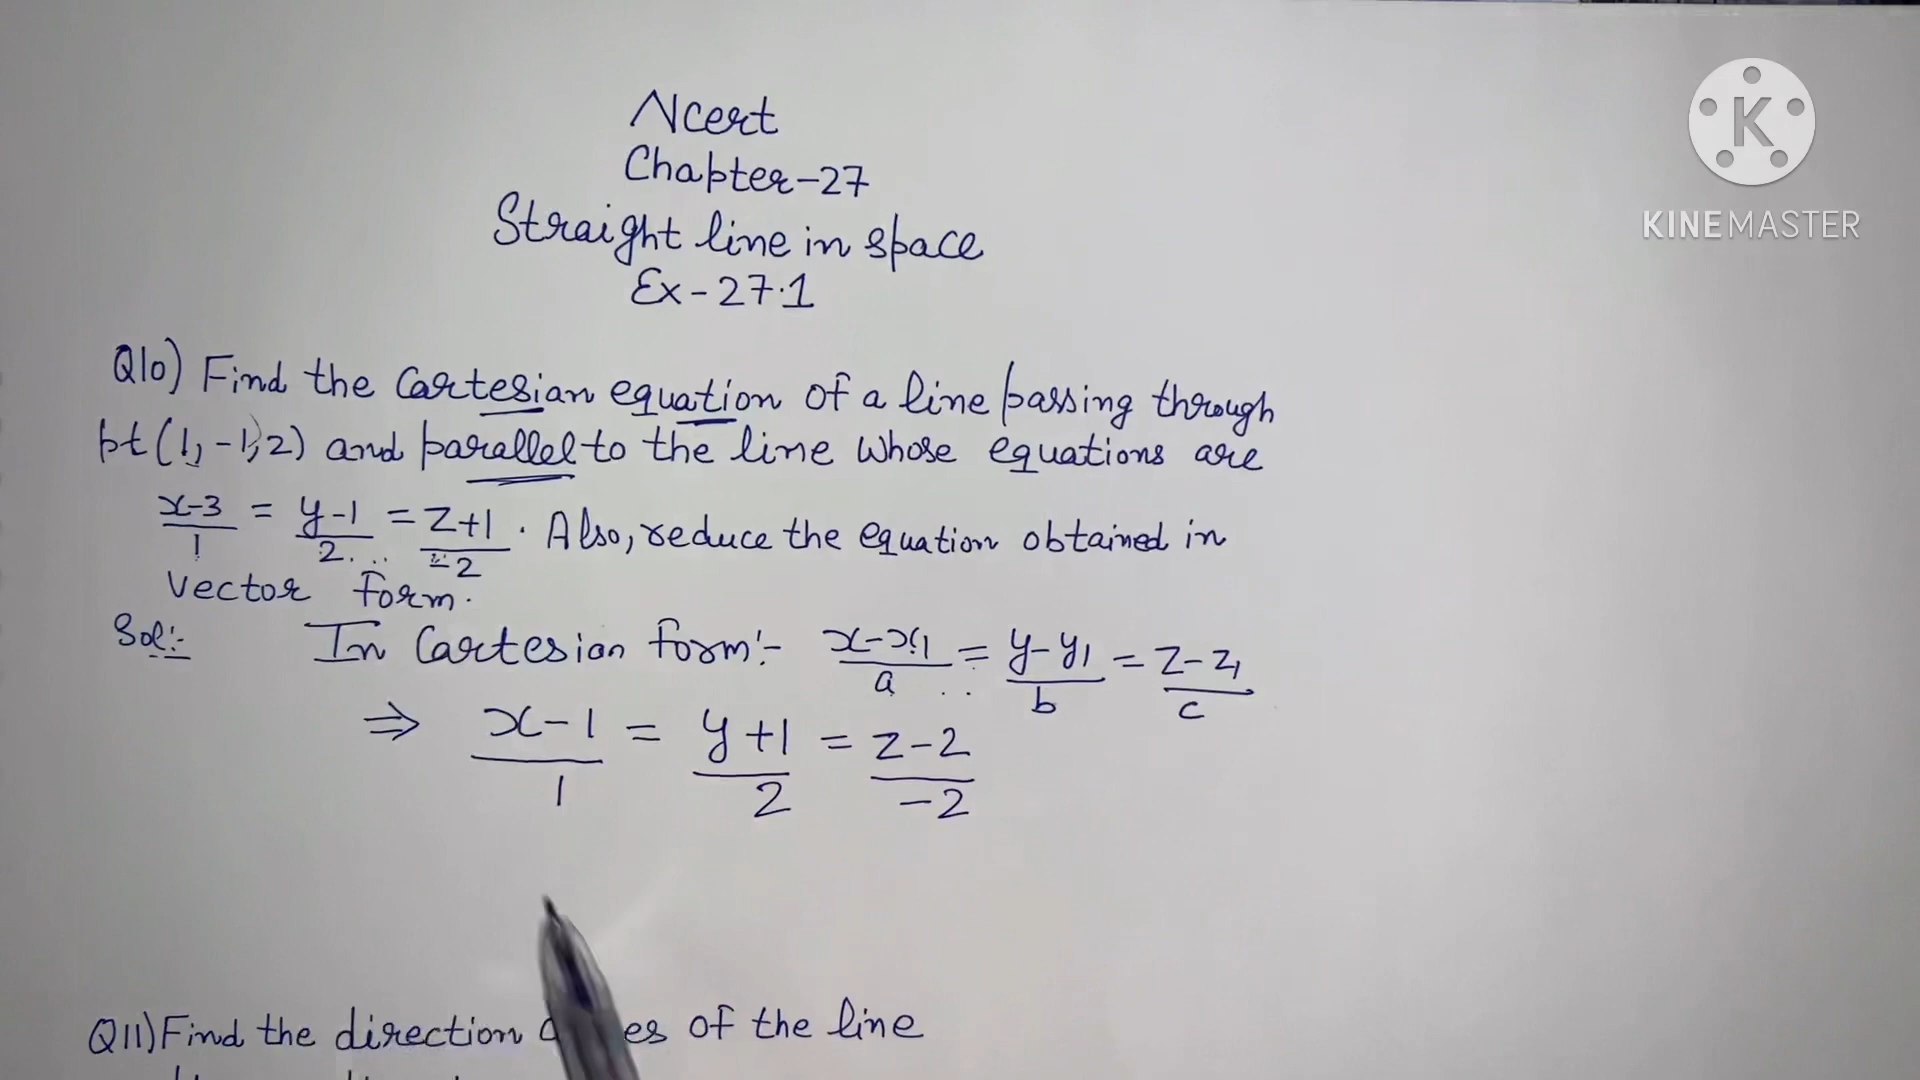 Ncert
Chapter-27
Straight line in space
Ex-27.1
K
KINEMASTER
Q10) Find the Cartesian equation of a line passing through
pt (1, -1, 2) and parallel to the line whose equations are
x-3/1 = y-1/2 = z+1/-2 . Also, reduce the equation obtained in
vector form.
Sol:- In Cartesian form:- x-x1/a = y-y1/b = z-z1/c
⇒ x-1/1 = y+1/2 = z-2/-2
Q11) Find the direction es of the line